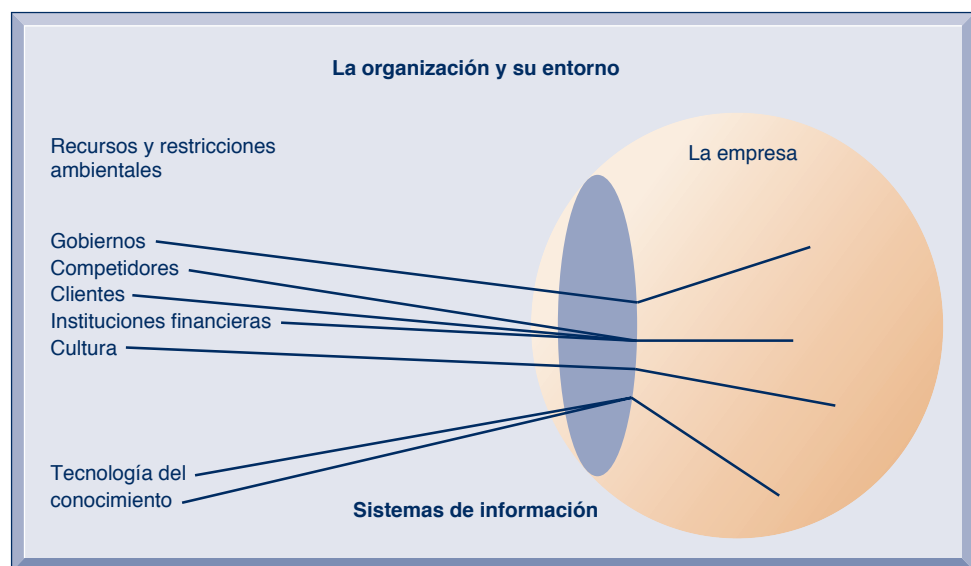 La organización y su entorno
Recursos y restricciones
ambientales
La empresa
Gobiernos
Competidores
Clientes
Instituciones financieras
Cultura
Tecnología del
conocimiento
Sistemas de información